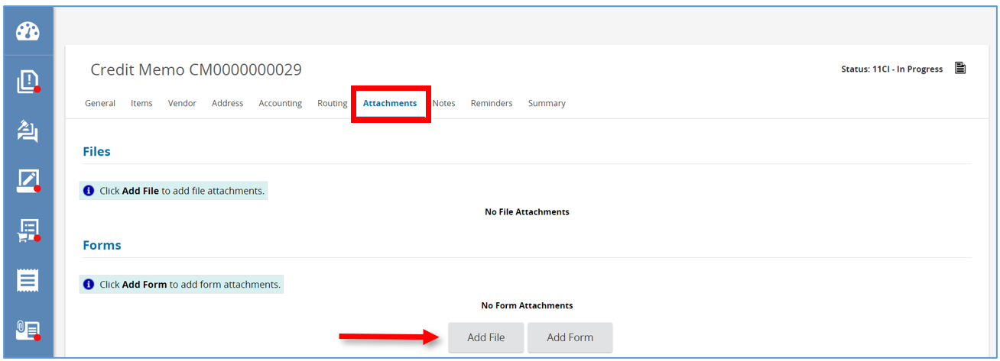 Credit Memo CM0000000029
Status: 11CI - In Progress
General Items Vendor Address Accounting Routing Attachments Notes Reminders Summary
Files
Click Add File to add file attachments.
No File Attachments
Forms
Click Add Form to add form attachments.
No Form Attachments
Add File Add Form